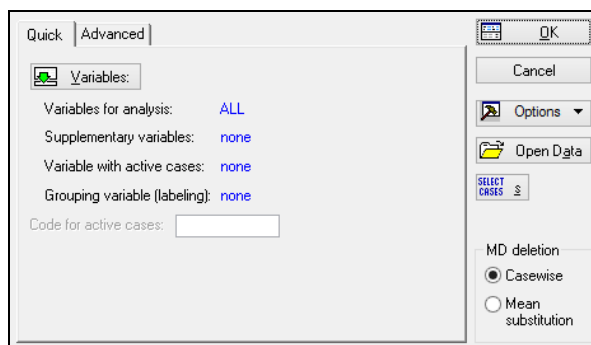 Quick
Advanced
Variables:
Variables for analysis: ALL
Supplementary variables: none
Variable with active cases: none
Grouping variable (labeling): none
Code for active cases:
OK
Cancel
Options
Open Data
SELECT
CASES
S
MD deletion
Casewise
Mean
substitution